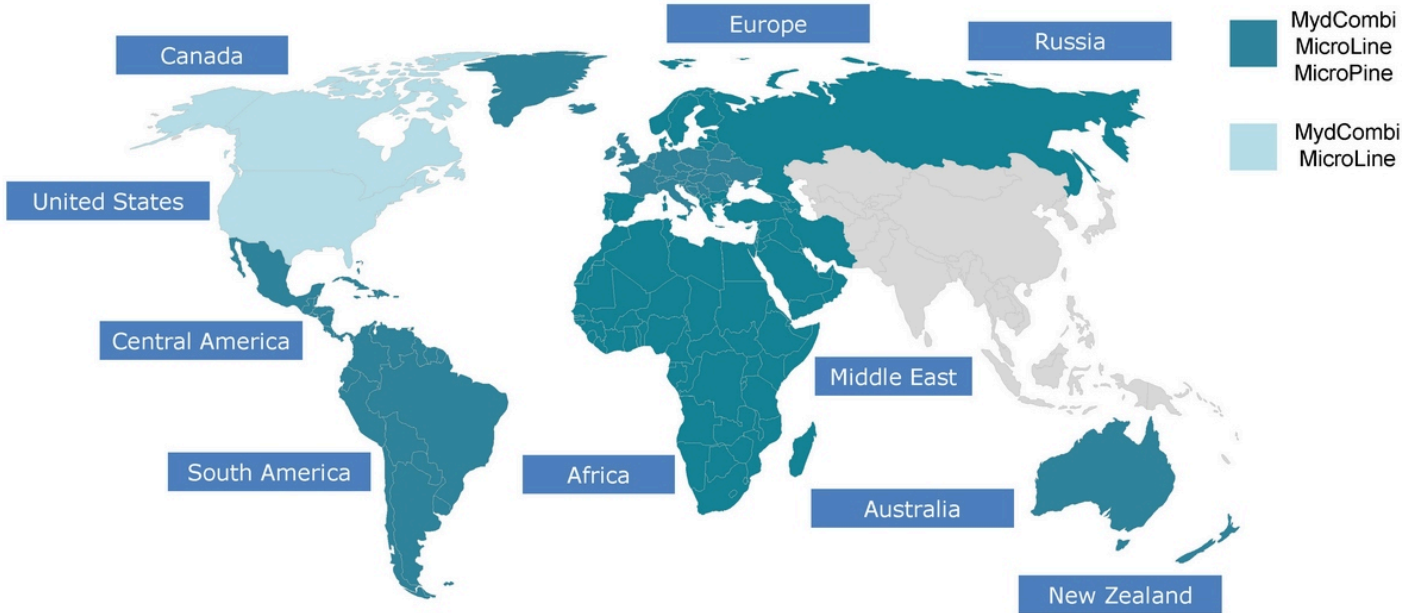 Europe
Russia
Canada
MydCombi
MicroLine
MicroPine
MydCombi
MicroLine
United States
Central America
Middle East
South America
Africa
Australia
New Zealand